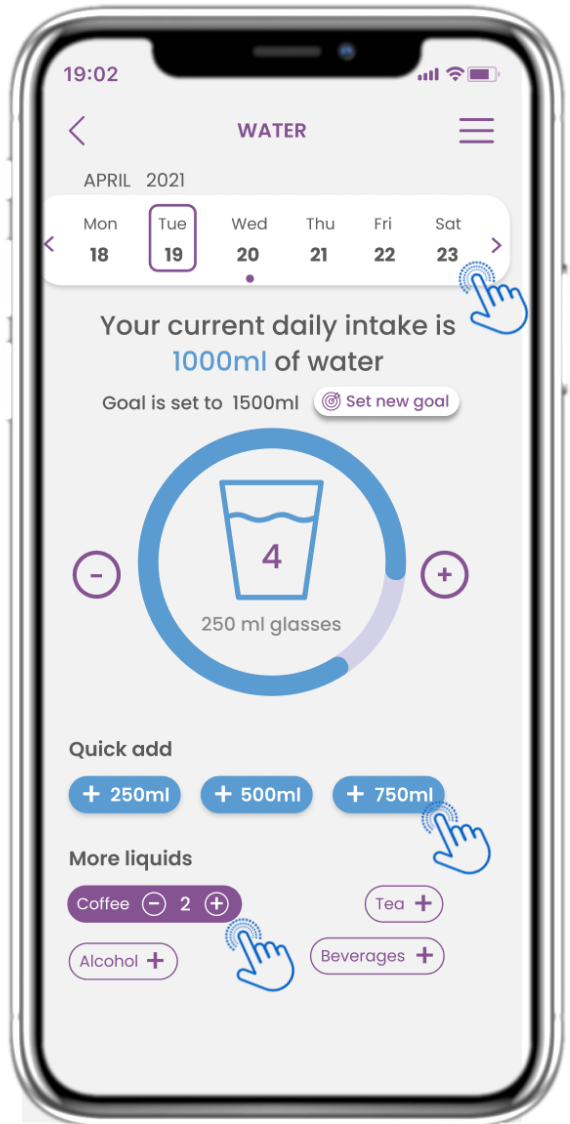 19:02
WATER
APRIL 2021
Mon Tue Wed Thu Fri Sat
< 18 19 20 21 22 23 >
Your current daily intake is
1000ml of water
Goal is set to 1500ml Set new goal
4
- +
250 ml glasses
Quick add
+ 250ml + 500ml + 750ml
More liquids
Coffee - 2 + Tea +
Alcohol + Beverages +